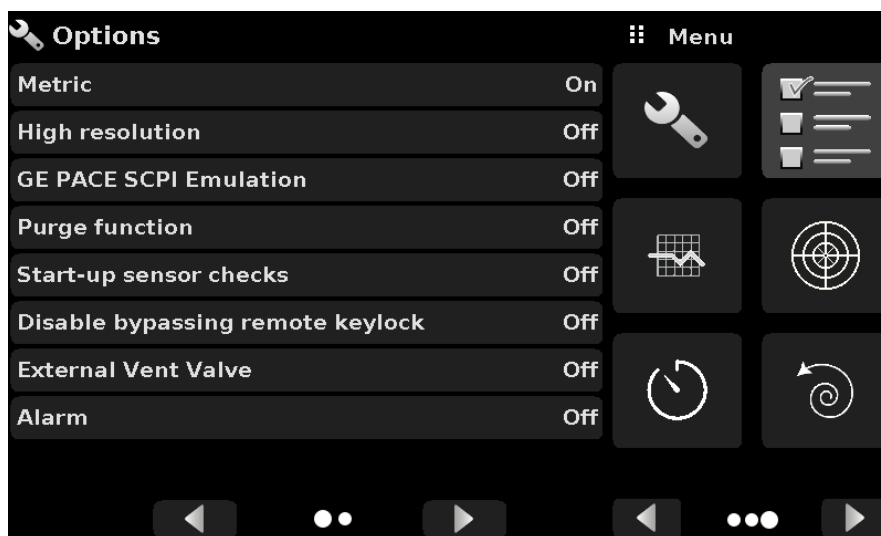 Options
Menu
Metric On
High resolution Off
GE PACE SCPI Emulation Off
Purge function Off
Start-up sensor checks Off
Disable bypassing remote keylock Off
External Vent Valve Off
Alarm Off